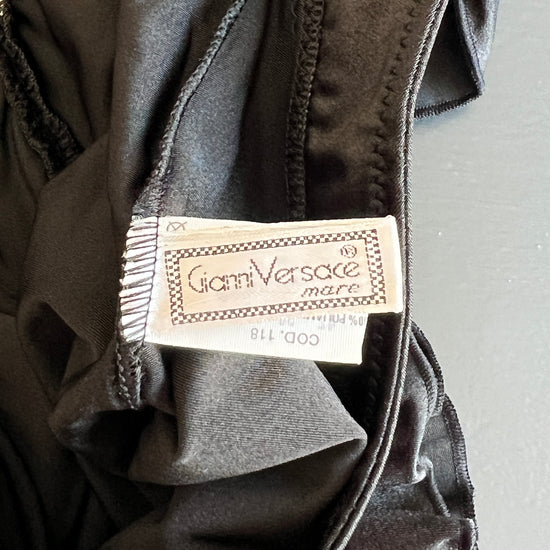 Gianni Versace ®
mare
COD. 118